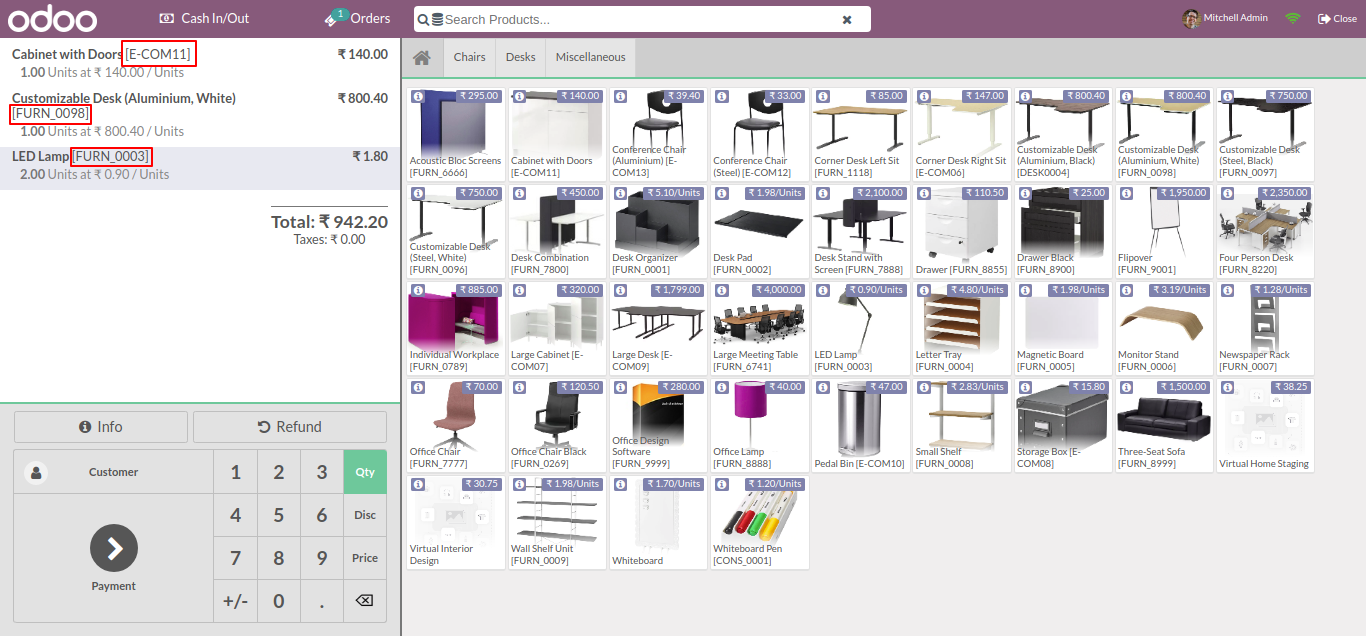 odoo
Cash In/Out
1
Orders
Search Products...
Mitchell Admin
Close
Cabinet with Doors [E-COM11] ₹ 140.00
1.00 Units at ₹ 140.00 / Units
Customizable Desk (Aluminium, White) ₹ 800.40
[FURN_0098]
1.00 Units at ₹ 800.40 / Units
LED Lamp [FURN_0003] ₹ 1.80
2.00 Units at ₹ 0.90 / Units
Total: ₹ 942.20
Taxes: ₹ 0.00
Info
Refund
Customer
1 2 3 Qty
4 5 6 Disc
7 8 9 Price
+/- 0 .
Payment
Chairs
Desks
Miscellaneous
₹ 295.00
Acoustic Bloc Screens
[FURN_6666]
₹ 140.00
Cabinet with Doors
[E-COM11]
₹ 39.40
Conference Chair
(Aluminium) [E-
COM13]
₹ 33.00
Conference Chair
(Steel) [E-COM12]
₹ 85.00
Corner Desk Left Sit
[FURN_1118]
₹ 147.00
Corner Desk Right Sit
[E-COM06]
₹ 800.40
Customizable Desk
(Aluminium, Black)
[DESK0004]
₹ 800.40
Customizable Desk
(Aluminium, White)
[FURN_0098]
₹ 750.00
Customizable Desk
(Steel, Black)
[FURN_0097]
₹ 750.00
Customizable Desk
(Steel, White)
[FURN_0096]
₹ 450.00
Desk Combination
[FURN_7800]
₹ 5.10/Units
Desk Organizer
[FURN_0001]
₹ 1.98/Units
Desk Pad
[FURN_0002]
₹ 2,100.00
Desk Stand with
Screen [FURN_7888]
₹ 110.50
Drawer [FURN_8855]
₹ 25.00
Drawer Black
[FURN_8900]
₹ 1,950.00
Flipover
[FURN_9001]
₹ 2,350.00
Four Person Desk
[FURN_8220]
₹ 885.00
Individual Workplace
[FURN_0789]
₹ 320.00
Large Cabinet [E-
COM07]
₹ 1,799.00
Large Desk [E-
COM09]
₹ 4,000.00
Large Meeting Table
[FURN_6741]
₹ 0.90/Units
LED Lamp
[FURN_0003]
₹ 4.80/Units
Letter Tray
[FURN_0004]
₹ 1.98/Units
Magnetic Board
[FURN_0005]
₹ 3.19/Units
Monitor Stand
[FURN_0006]
₹ 1.28/Units
Newspaper Rack
[FURN_0007]
₹ 70.00
Office Chair
[FURN_7777]
₹ 120.50
Office Chair Black
[FURN_0269]
₹ 280.00
Office Design
Software
[FURN_9999]
₹ 40.00
Office Lamp
[FURN_8888]
₹ 47.00
Pedal Bin [E-COM10]
₹ 2.83/Units
Small Shelf
[FURN_0008]
₹ 15.80
Storage Box [E-
COM08]
₹ 1,500.00
Three-Seat Sofa
[FURN_8999]
₹ 38.25
Virtual Home Staging
₹ 30.75
Virtual Interior
Design
₹ 1.98/Units
Wall Shelf Unit
[FURN_0009]
₹ 1.70/Units
Whiteboard
₹ 1.20/Units
Whiteboard Pen
[CONS_0001]